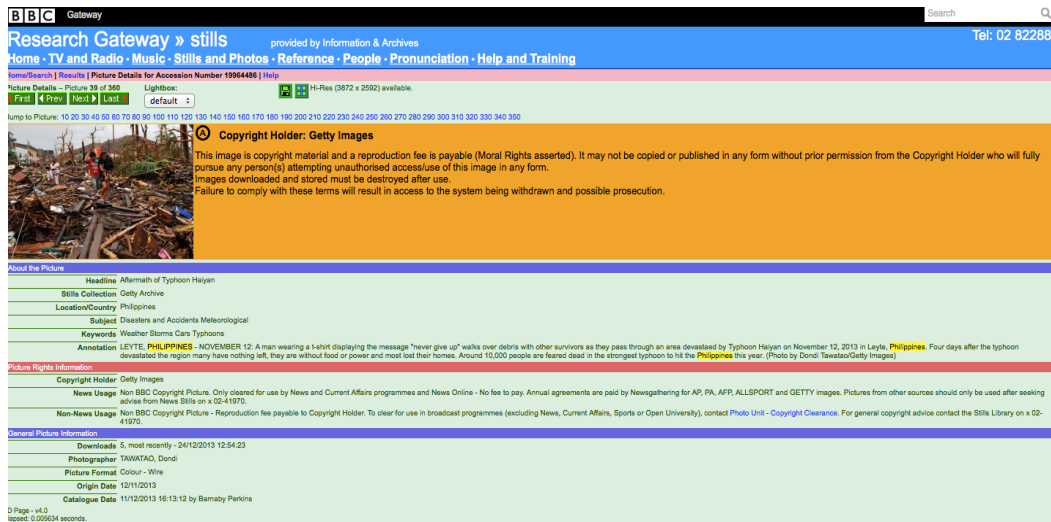 BBC Gateway Search
Research Gateway » stills provided by Information & Archives Tel: 02 82288
Home · TV and Radio · Music · Stills and Photos · Reference · People · Pronunciation · Help and Training
Home/Search | Results | Picture Details for Accession Number 19964486 | Help
Picture Details – Picture 39 of 360 Lightbox: Hi-Res (3872 x 2592) available.
First Prev Next Last default
Jump to Picture: 10 20 30 40 50 60 70 80 90 100 110 120 130 140 150 160 170 180 190 200 210 220 230 240 250 260 270 280 290 300 310 320 330 340 350
A Copyright Holder: Getty Images
This image is copyright material and a reproduction fee is payable (Moral Rights asserted). It may not be copied or published in any form without prior permission from the Copyright Holder who will fully
pursue any person(s) attempting unauthorised access/use of this image in any form.
Images downloaded and stored must be destroyed after use.
Failure to comply with these terms will result in access to the system being withdrawn and possible prosecution.
About the Picture
Headline Aftermath of Typhoon Haiyan
Stills Collection Getty Archive
Location/Country Philippines
Subject Disasters and Accidents Meteorological
Keywords Weather Storms Cars Typhoons
Annotation LEYTE, PHILIPPINES - NOVEMBER 12: A man wearing a t-shirt displaying the message "never give up" walks over debris with other survivors as they pass through an area devastaed by Typhoon Haiyan on November 12, 2013 in Leyte, Philippines. Four days after the typhoon
devastated the region many have nothing left, they are without food or power and most lost their homes. Around 10,000 people are feared dead in the strongest typhoon to hit the Philippines this year. (Photo by Dondi Tawatao/Getty Images)
Picture Rights Information
Copyright Holder Getty Images
News Usage Non BBC Copyright Picture. Only cleared for use by News and Current Affairs programmes and News Online - No fee to pay. Annual agreements are paid by Newsgathering for AP, PA, AFP, ALLSPORT and GETTY images. Pictures from other sources should only be used after seeking
advise from News Stills on x 02-41970.
Non-News Usage Non BBC Copyright Picture - Reproduction fee payable to Copyright Holder. To clear for use in broadcast programmes (excluding News, Current Affairs, Sports or Open University), contact Photo Unit - Copyright Clearance. For general copyright advice contact the Stills Library on x 02-
41970.
General Picture Information
Downloads 5, most recently - 24/12/2013 12:54:23
Photographer TAWATAO, Dondi
Picture Format Colour - Wire
Origin Date 12/11/2013
Catalogue Date 11/12/2013 16:13:12 by Barnaby Perkins
D Page - v4.0
lapsed: 0.005634 seconds.